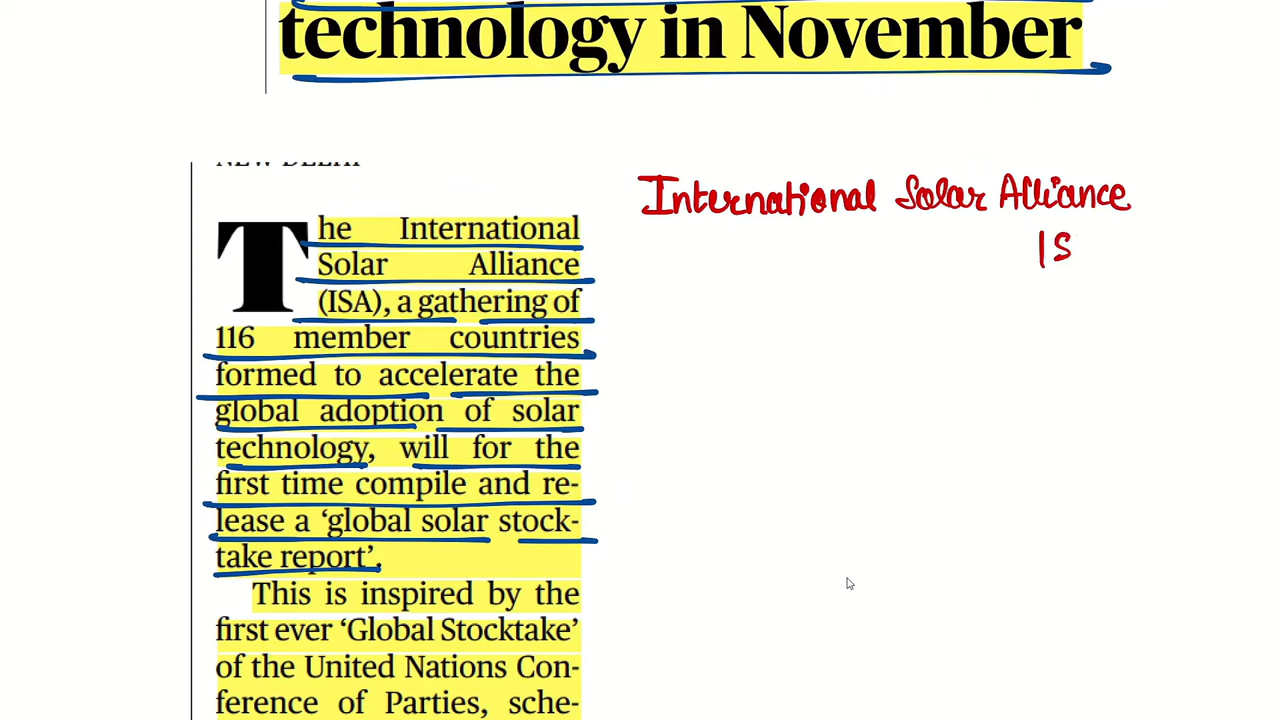 technology in November
NEW DELHI
The International
Solar Alliance
(ISA), a gathering of
116 member countries
formed to accelerate the
global adoption of solar
technology, will for the
first time compile and re-
lease a ‘global solar stock-
take report’.
This is inspired by the
first ever ‘Global Stocktake’
of the United Nations Con-
ference of Parties, sche-
International Solar Alliance
IS